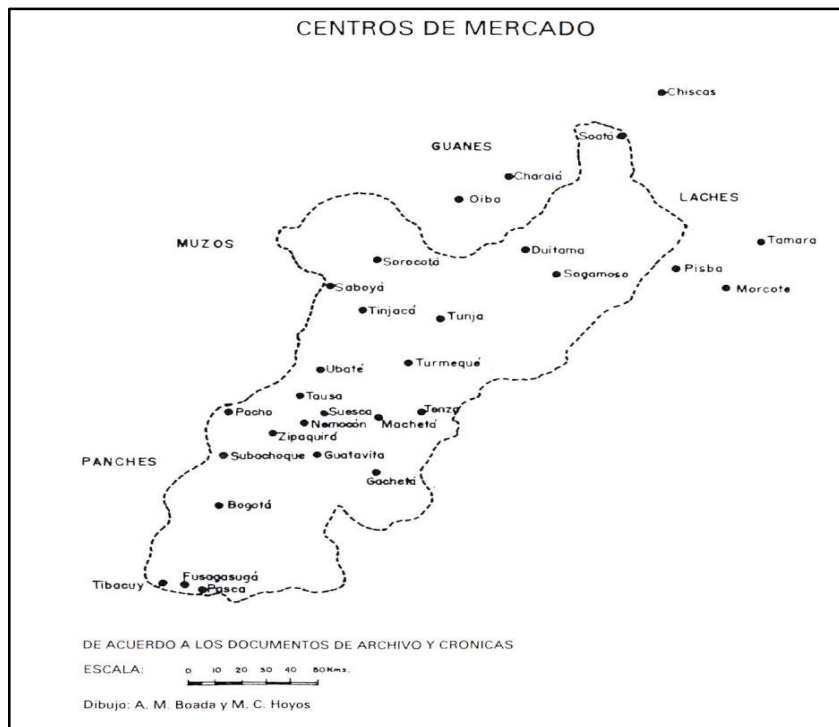 CENTROS DE MERCADO
Chiscas
Soatá
GUANES
Charalá
LACHES
Oiba
MUZOS
Duitama
Tamara
Sorocotá
Sogamoso
Pisba
Saboyá
Morcote
Tinjacá
Tunja
Ubaté
Turmequé
Tausa
Pacho
Suesca
Tenza
Nemocón
Machetá
Zipaquirá
PANCHES
Subachoque
Guatavita
Gachetá
Bogotá
Tibacuy
Fusagasugá
Pasca
DE ACUERDO A LOS DOCUMENTOS DE ARCHIVO Y CRONICAS
ESCALA: 0 10 20 30 40 50 Kms.
Dibujo: A. M. Boada y M. C. Hoyos